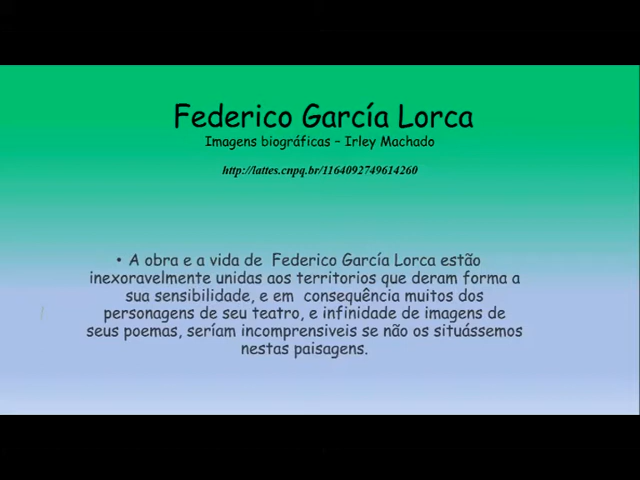 Federico García Lorca
Imagens biográficas – Irley Machado
http://lattes.cnpq.br/1164092749614260
• A obra e a vida de Federico García Lorca estão
inexoravelmente unidas aos territorios que deram forma a
sua sensibilidade, e em consequência muitos dos
personagens de seu teatro, e infinidade de imagens de
seus poemas, seríam incomprensiveis se não os situássemos
nestas paisagens.